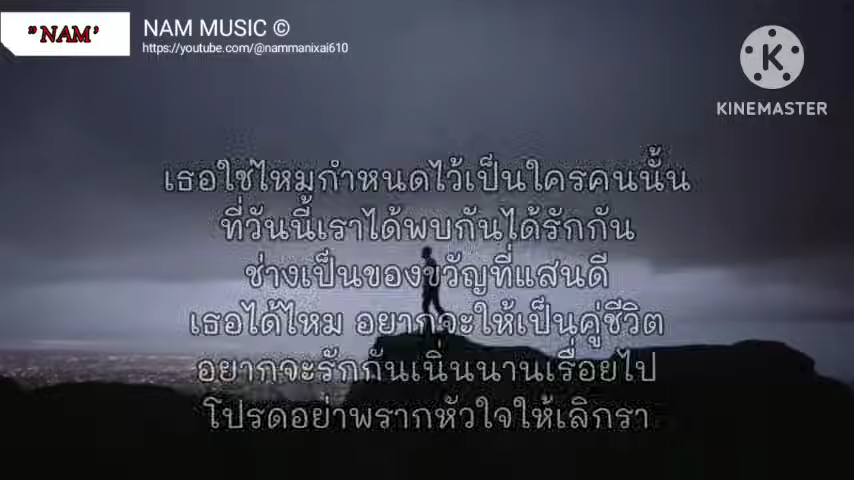 "NAM'
NAM MUSIC ©
https://youtube.com/@nammanixai610
K
KINEMASTER
เธอใช่ไหมกำหนดไว้เป็นใครคนนั้น
ที่วันนี้เราได้พบกันได้รักกัน
ช่างเป็นของขวัญที่แสนดี
เธอได้ไหม อยากจะให้เป็นคู่ชีวิต
อยากจะรักกันเนิ่นนานเรื่อยไป
โปรดอย่าพรากหัวใจให้เลิกรา